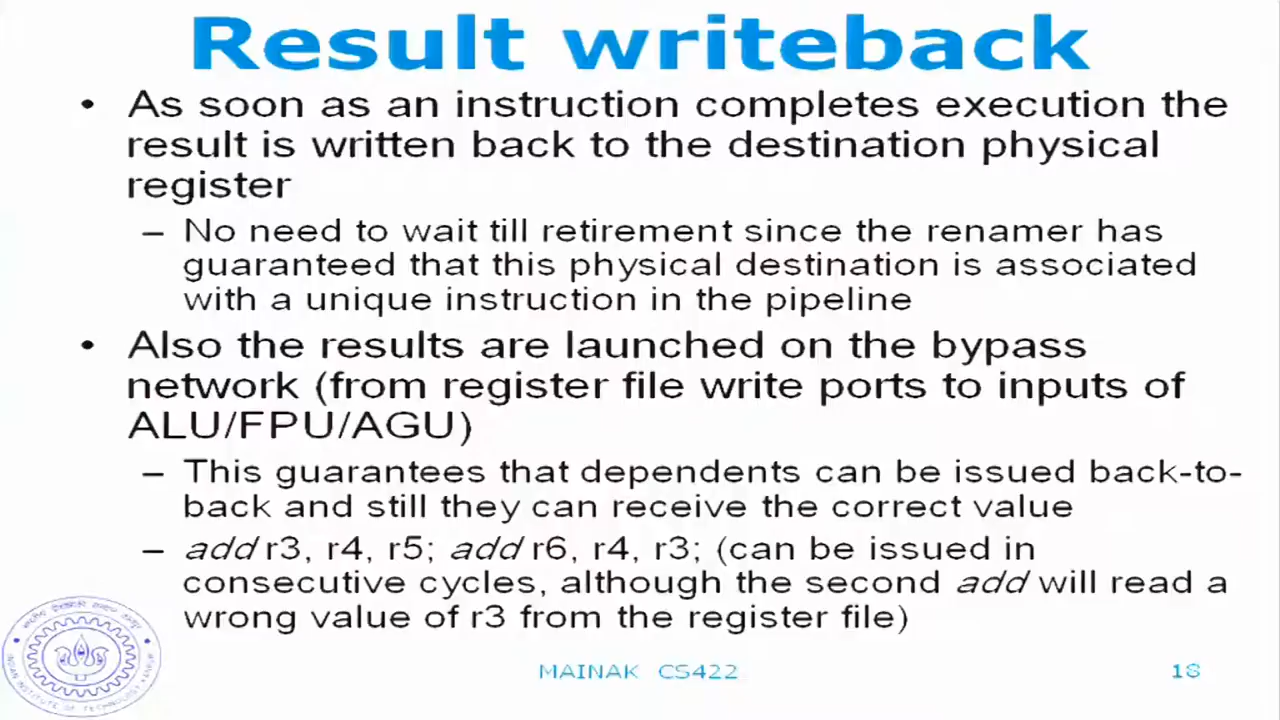 Result writeback
• As soon as an instruction completes execution the
result is written back to the destination physical
register
– No need to wait till retirement since the renamer has
guaranteed that this physical destination is associated
with a unique instruction in the pipeline
• Also the results are launched on the bypass
network (from register file write ports to inputs of
ALU/FPU/AGU)
– This guarantees that dependents can be issued back-to-
back and still they can receive the correct value
– add r3, r4, r5; add r6, r4, r3; (can be issued in
consecutive cycles, although the second add will read a
wrong value of r3 from the register file)
INDIAN INSTITUTE OF TECHNOLOGY KANPUR
MAINAK CS422
18